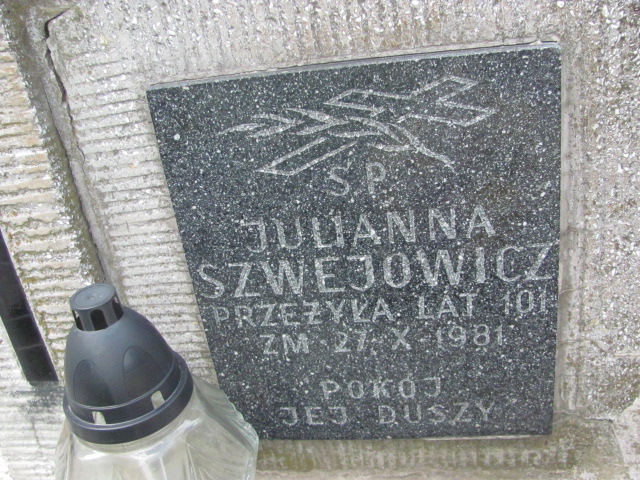 Ś.P.
JULIANNA
SZWEJOWICZ
PRZEŻYŁA LAT 101
ZM 27.X.1981
POKÓJ
JEJ DUSZY